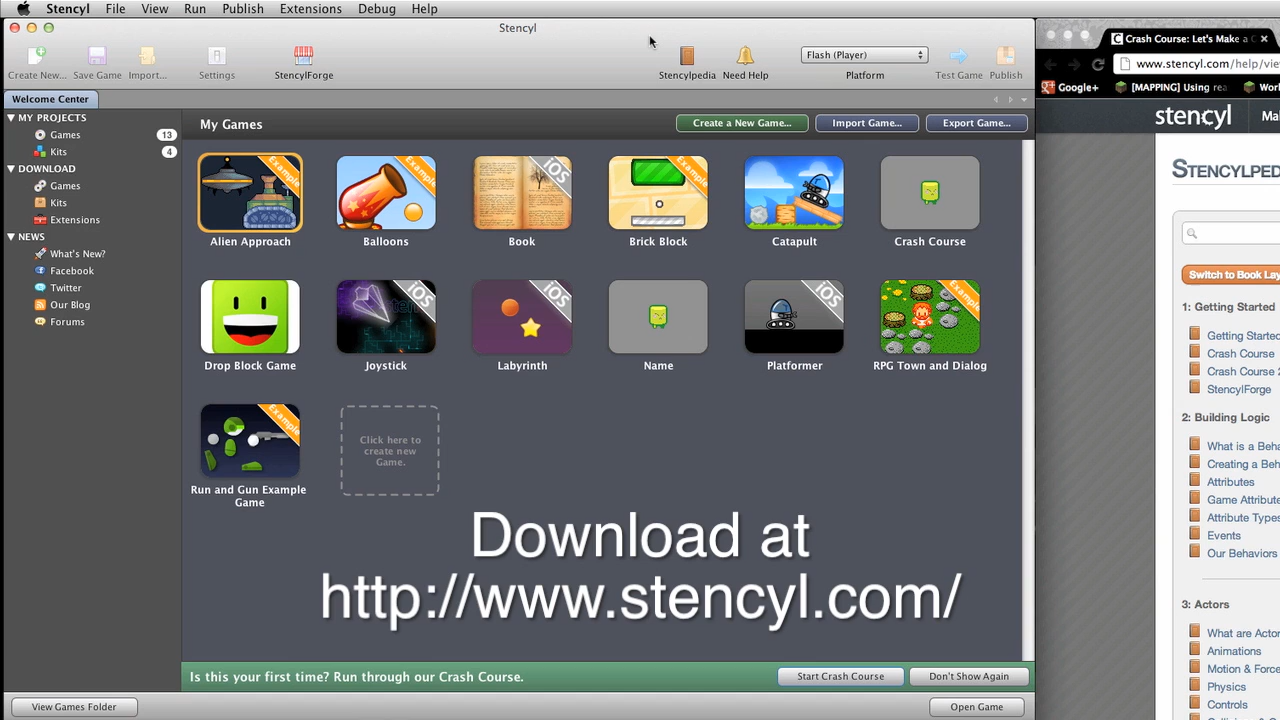 Stencyl File View Run Publish Extensions Debug Help
Stencyl
Create New... Save Game Import... Settings StencylForge Stencylpedia Need Help Flash (Player) Platform Test Game Publish
Welcome Center
MY PROJECTS
Games 13
Kits 4
DOWNLOAD
Games
Kits
Extensions
NEWS
What's New?
Facebook
Twitter
Our Blog
Forums
My Games
Create a New Game... Import Game... Export Game...
Example iOS Example
Alien Approach Balloons Book Brick Block Catapult Crash Course
iOS iOS iOS Example
Drop Block Game Joystick Labyrinth Name Platformer RPG Town and Dialog
Example
Run and Gun Example
Game
Click here to
create new
Game.
Download at
http://www.stencyl.com/
Is this your first time? Run through our Crash Course.
Start Crash Course Don't Show Again
View Games Folder Open Game
Crash Course: Let's Make a
www.stencyl.com/help/vie
Google+ [MAPPING] Using rea
stencyl
STENCYLPED
Switch to Book Lay
1: Getting Started
Getting Started
Crash Course
Crash Course 2
StencylForge
2: Building Logic
What is a Beha
Creating a Beh
Attributes
Game Attribute
Attribute Types
Events
Our Behaviors
3: Actors
What are Actor
Animations
Motion & Force
Physics
Controls